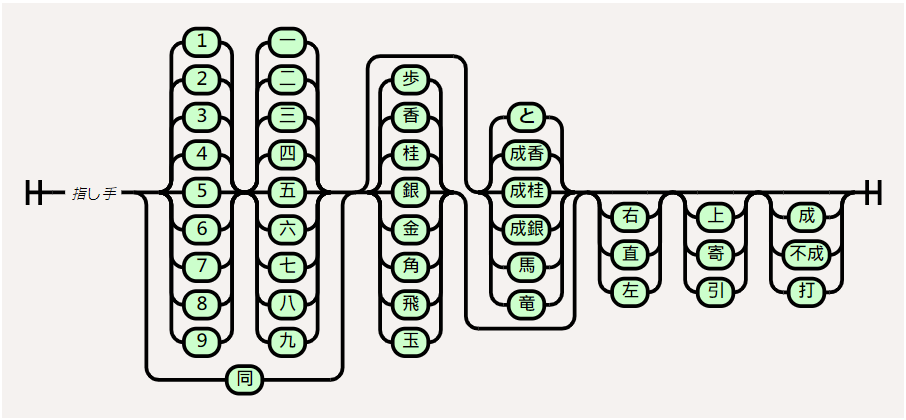 指し手
1
2
3
4
5
6
7
8
9
一
二
三
四
五
六
七
八
九
同
歩
香
桂
銀
金
角
飛
玉
と
成香
成桂
成銀
馬
竜
右
直
左
上
寄
引
成
不成
打